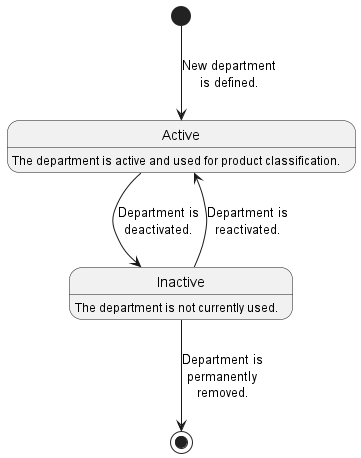 New department
is defined.
Active
The department is active and used for product classification.
Department is
deactivated.
Department is
reactivated.
Inactive
The department is not currently used.
Department is
permanently
removed.